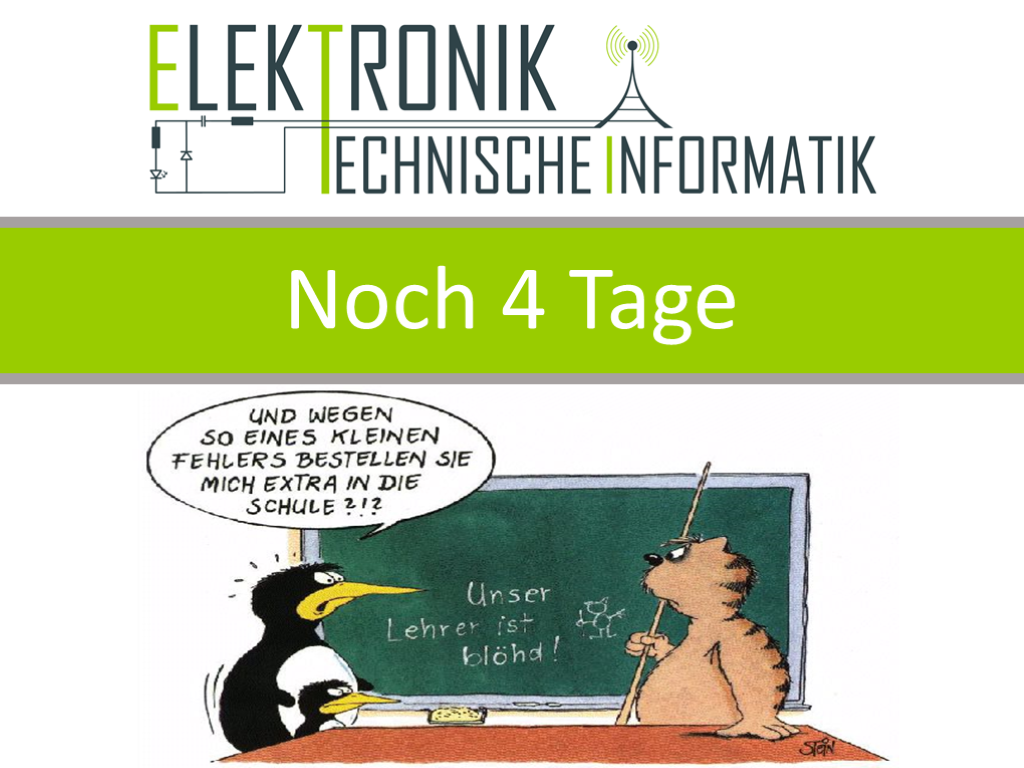 ELEKTRONIK
TECHNISCHE INFORMATIK
Noch 4 Tage
UND WEGEN
SO EINES KLEINEN
FEHLERS BESTELLEN SIE
MICH EXTRA IN DIE
SCHULE?!?
Unser
Lehrer ist
blöhd!
STEIN